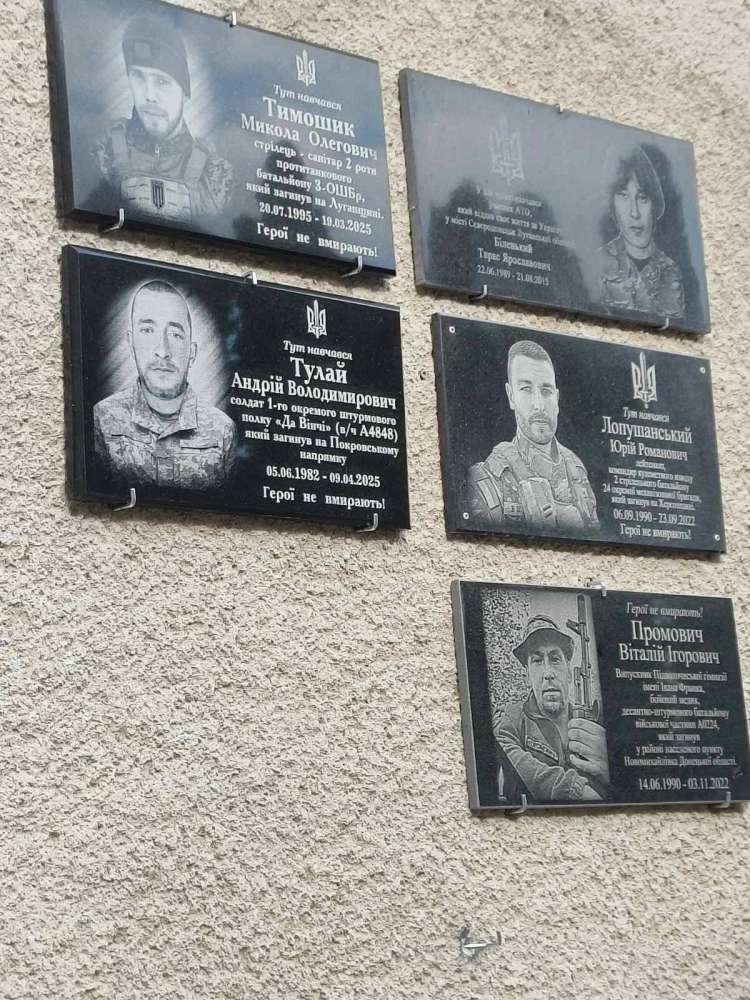 Тут навчався
Тимошик
Микола Олегович
стрілець - санітар 2 роти
протитанкового
батальйону 3-ОШБр,
який загинув на Луганщині.
20.07.1995 - 19.03.2025
Герої не вмирають!
навчався
учасник АТО,
який віддав своє життя за Україну
у місті Сєвєродонецьк Луганської області
Біленький
Тарас Ярославович
22.06.1989 - 21.08.2015
Тут навчався
Тулай
Андрій Володимирович
солдат 1-го окремого штурмового
полку «Да Вінчі» (в/ч А4848)
який загинув на Покровському
напрямку
05.06.1982 - 09.04.2025
Герої не вмирають!
Тут навчався
Лопушанський
Юрій Романович
лейтенант,
командир кулеметного взводу
2 стрілецького батальйону
24 окремої механізованої бригади,
який загинув на Херсонщині.
06.09.1990 - 23.09.2022
Герої не вмирають!
Герої не вмирають!
Промович
Віталій Ігорович
Випускник Підволочиської гімназії
імені Івана Франка,
бойовий медик,
десантно-штурмового батальйону
військової частини А0224,
який загинув
у районі населеного пункту
Новомихайлівка Донецької області.
14.06.1990 - 03.11.2022